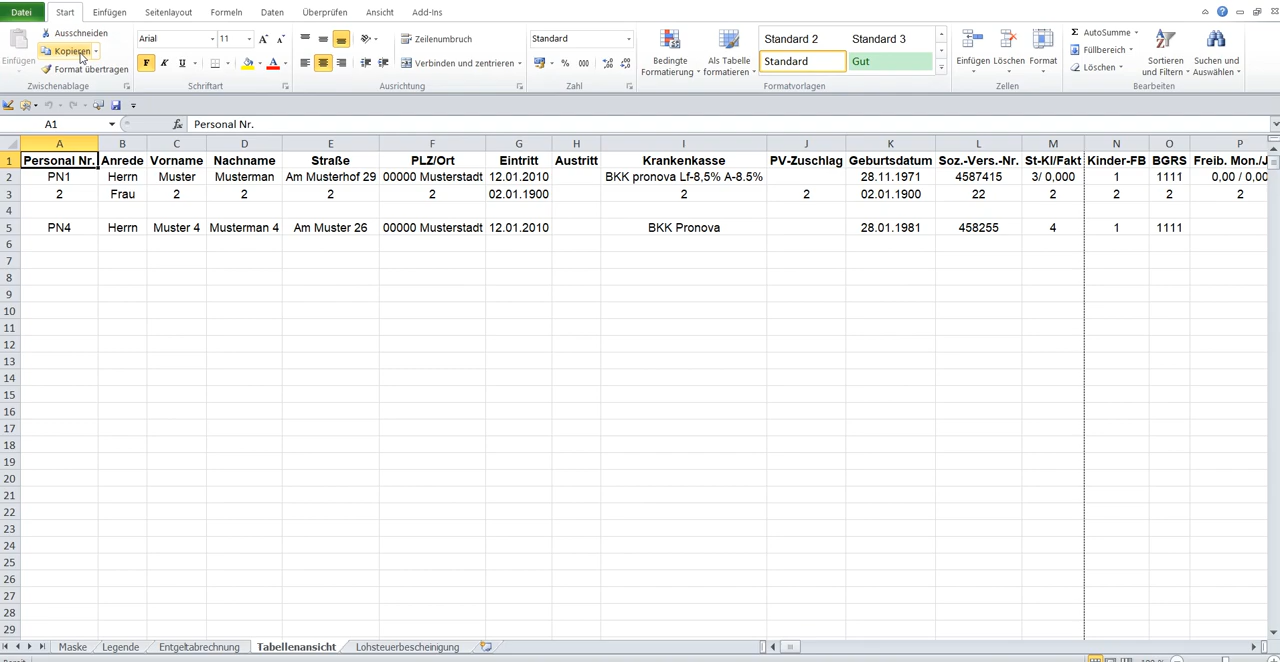 Datei Start Einfügen Seitenlayout Formeln Daten Überprüfen Ansicht Add-Ins
Einfügen Ausschneiden
Kopieren
Format übertragen
Zwischenablage
Arial 11
F K U
Schriftart
Zeilenumbruch
Verbinden und zentrieren
Ausrichtung
Standard
% 000
Zahl
Bedingte Formatierung
Als Tabelle formatieren
Standard 2 Standard 3
Standard Gut
Formatvorlagen
Einfügen Löschen Format
Zellen
Σ AutoSumme
Füllbereich
Löschen
Sortieren und Filtern
Suchen und Auswählen
Bearbeiten
A1 fx Personal Nr.
A B C D E F G H I J K L M N O P
1 Personal Nr. Anrede Vorname Nachname Straße PLZ/Ort Eintritt Austritt Krankenkasse PV-Zuschlag Geburtsdatum Soz.-Vers.-Nr. St-Kl/Fakt Kinder-FB BGRS Freib. Mon./J
2 PN1 Herrn Muster Musterman Am Musterhof 29 00000 Musterstadt 12.01.2010 BKK pronova Lf-8,5% A-8.5% 28.11.1971 4587415 3/ 0,000 1 1111 0,00 / 0,00
3 2 Frau 2 2 2 2 02.01.1900 2 2 02.01.1900 22 2 2 2 2
4
5 PN4 Herrn Muster 4 Musterman 4 Am Muster 26 00000 Musterstadt 12.01.2010 BKK Pronova 28.01.1981 458255 4 1 1111
6
7
8
9
10
11
12
13
14
15
16
17
18
19
20
21
22
23
24
25
26
27
28
29
Maske Legende Entgeltabrechnung Tabellenansicht Lohsteuerbescheinigung